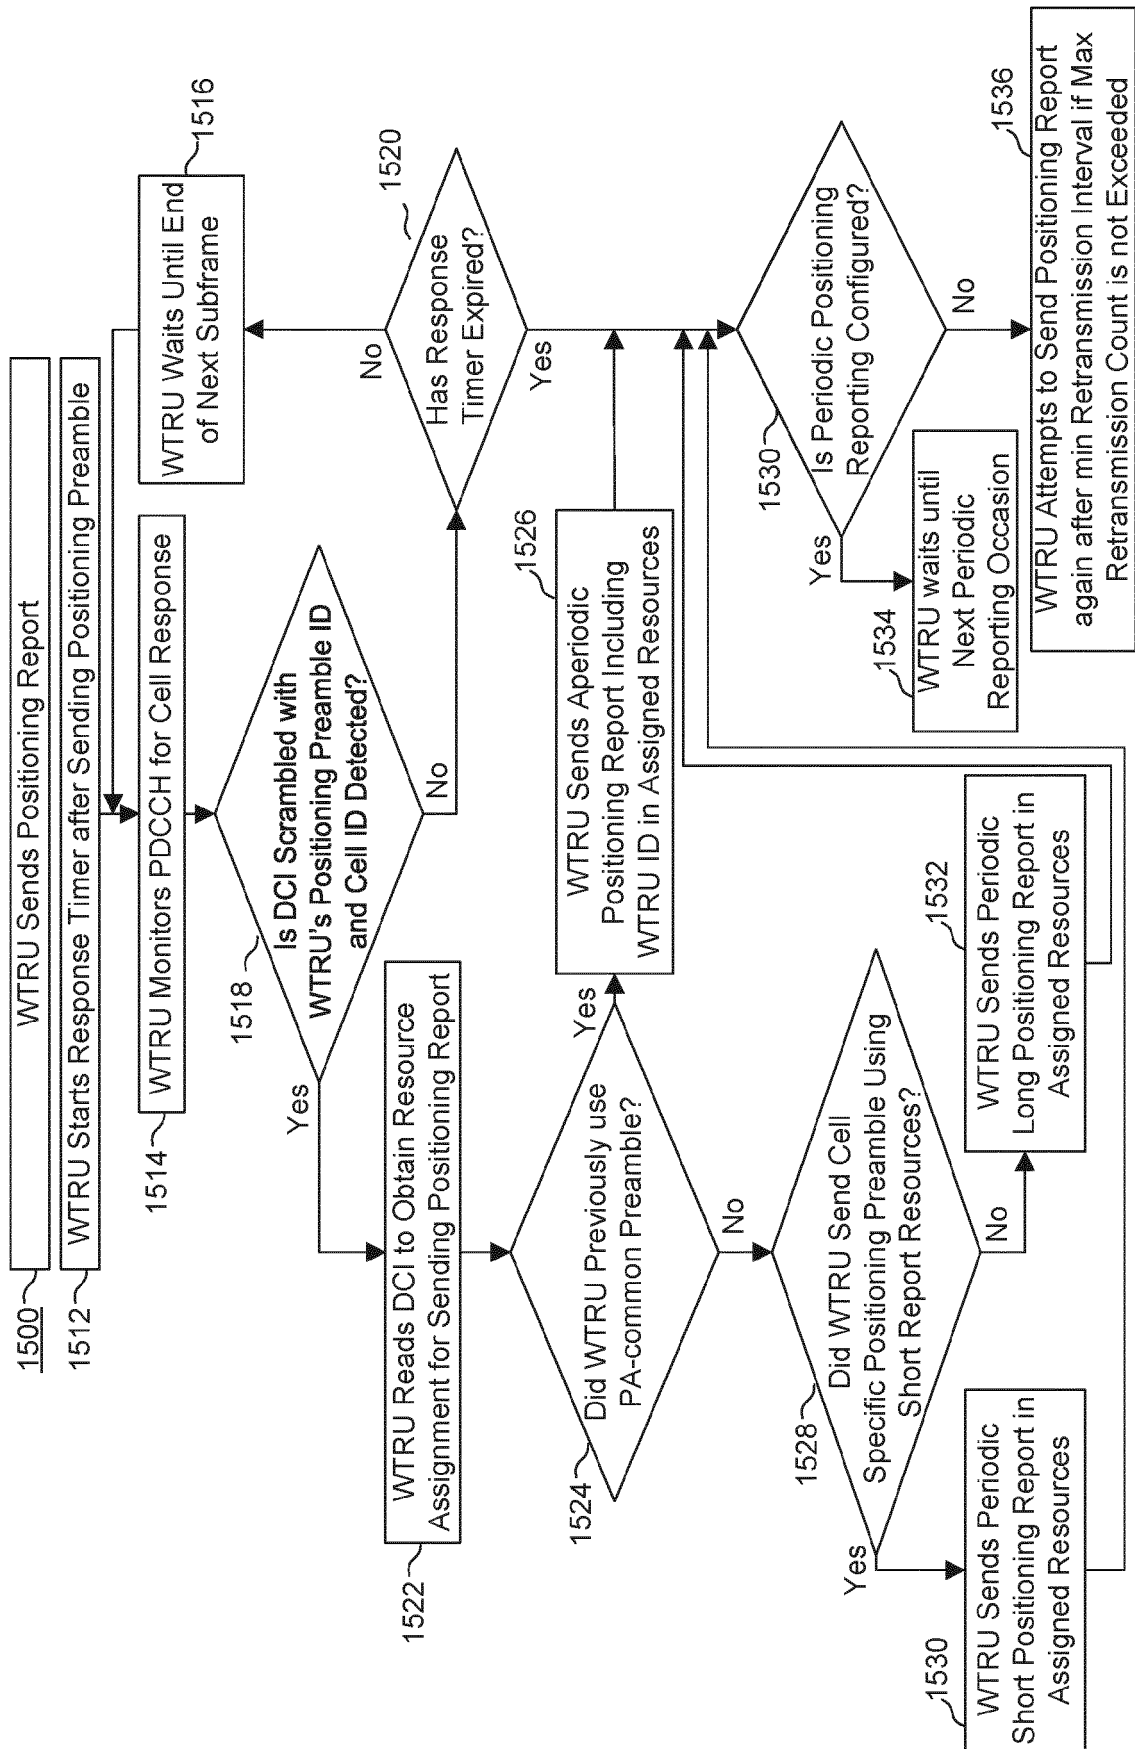 1500
WTRU Sends Positioning Report
1512
WTRU Starts Response Timer after Sending Positioning Preamble
1514
WTRU Monitors PDCCH for Cell Response
1516
WTRU Waits Until End
of Next Subframe
1518
Is DCI Scrambled with
WTRU's Positioning Preamble ID
and Cell ID Detected?
Yes
No
1520
Has Response
Timer Expired?
No
Yes
1522
WTRU Reads DCI to Obtain Resource
Assignment for Sending Positioning Report
1524
Did WTRU Previously use
PA-common Preamble?
Yes
No
1526
WTRU Sends Aperiodic
Positioning Report Including
WTRU ID in Assigned Resources
1528
Did WTRU Send Cell
Specific Positioning Preamble Using
Short Report Resources?
Yes
No
1530
WTRU Sends Periodic
Short Positioning Report in
Assigned Resources
1532
WTRU Sends Periodic
Long Positioning Report in
Assigned Resources
1530
Is Periodic Positioning
Reporting Configured?
Yes
No
1534
WTRU waits until
Next Periodic
Reporting Occasion
1536
WTRU Attempts to Send Positioning Report
again after min Retransmission Interval if Max
Retransmission Count is not Exceeded